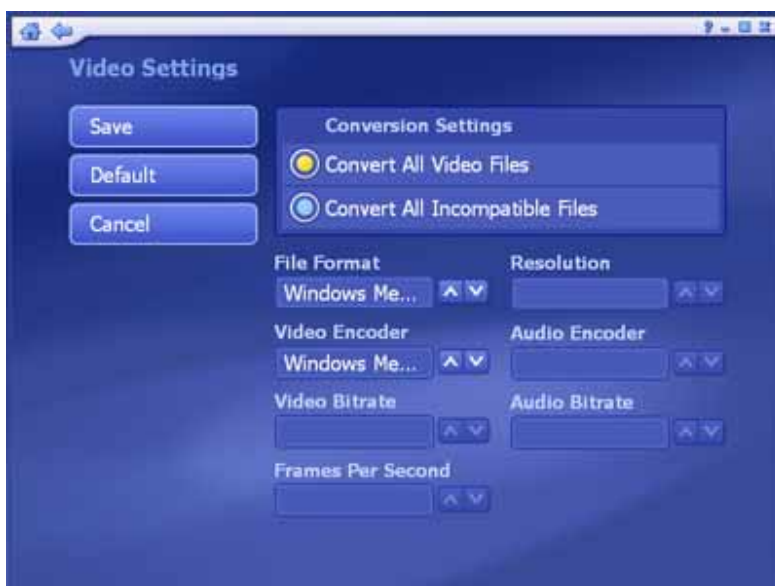 ?
Video Settings
Save
Default
Cancel
Conversion Settings
Convert All Video Files
Convert All Incompatible Files
File Format
Resolution
Windows Me...
Video Encoder
Audio Encoder
Windows Me...
Video Bitrate
Audio Bitrate
Frames Per Second